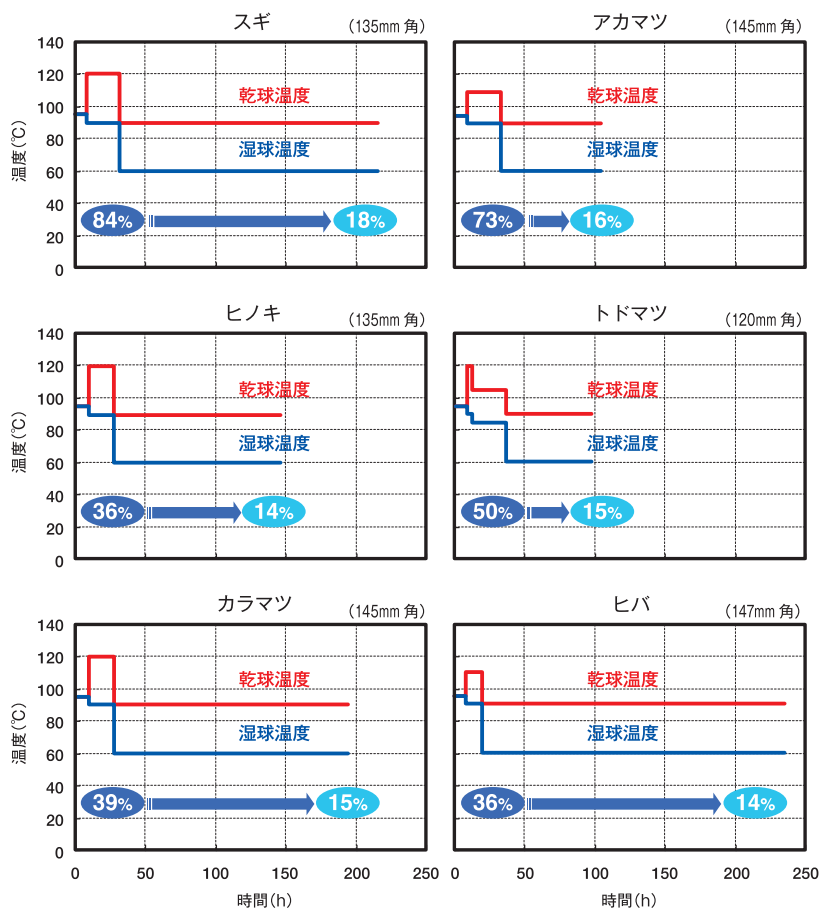 スギ (135mm 角)
140
120
100
80
60
40
20
0
温度(℃)
乾球温度
湿球温度
84% 18%
アカマツ (145mm 角)
乾球温度
湿球温度
73% 16%
ヒノキ (135mm 角)
140
120
100
80
60
40
20
0
温度(℃)
乾球温度
湿球温度
36% 14%
トドマツ (120mm 角)
乾球温度
湿球温度
50% 15%
カラマツ (145mm 角)
140
120
100
80
60
40
20
0
温度(℃)
乾球温度
湿球温度
39% 15%
0 50 100 150 200 250
時間(h)
ヒバ (147mm 角)
乾球温度
湿球温度
36% 14%
0 50 100 150 200 250
時間(h)